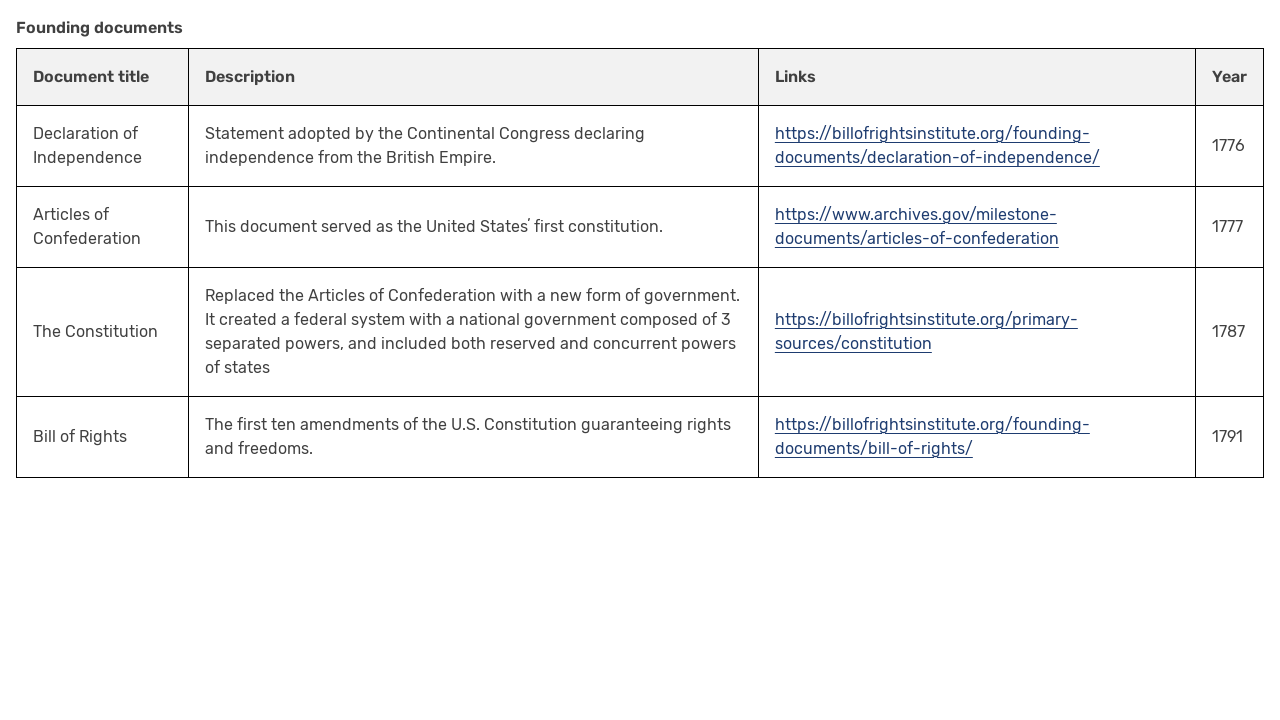 Founding documents
Document title
Description
Links
Year
Declaration of
Independence
Statement adopted by the Continental Congress declaring
independence from the British Empire.
https://billofrightsinstitute.org/founding-
documents/declaration-of-independence/
1776
Articles of
Confederation
This document served as the United States' first constitution.
https://www.archives.gov/milestone-
documents/articles-of-confederation
1777
The Constitution
Replaced the Articles of Confederation with a new form of government.
It created a federal system with a national government composed of 3
separated powers, and included both reserved and concurrent powers
of states
https://billofrightsinstitute.org/primary-
sources/constitution
1787
Bill of Rights
The first ten amendments of the U.S. Constitution guaranteeing rights
and freedoms.
https://billofrightsinstitute.org/founding-
documents/bill-of-rights/
1791